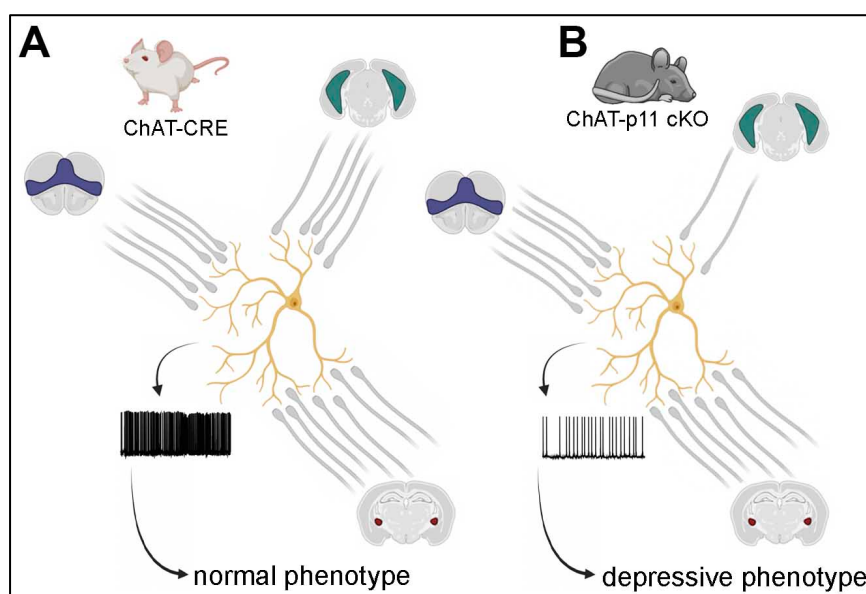 A
ChAT-CRE
normal phenotype
B
ChAT-p11 cKO
depressive phenotype